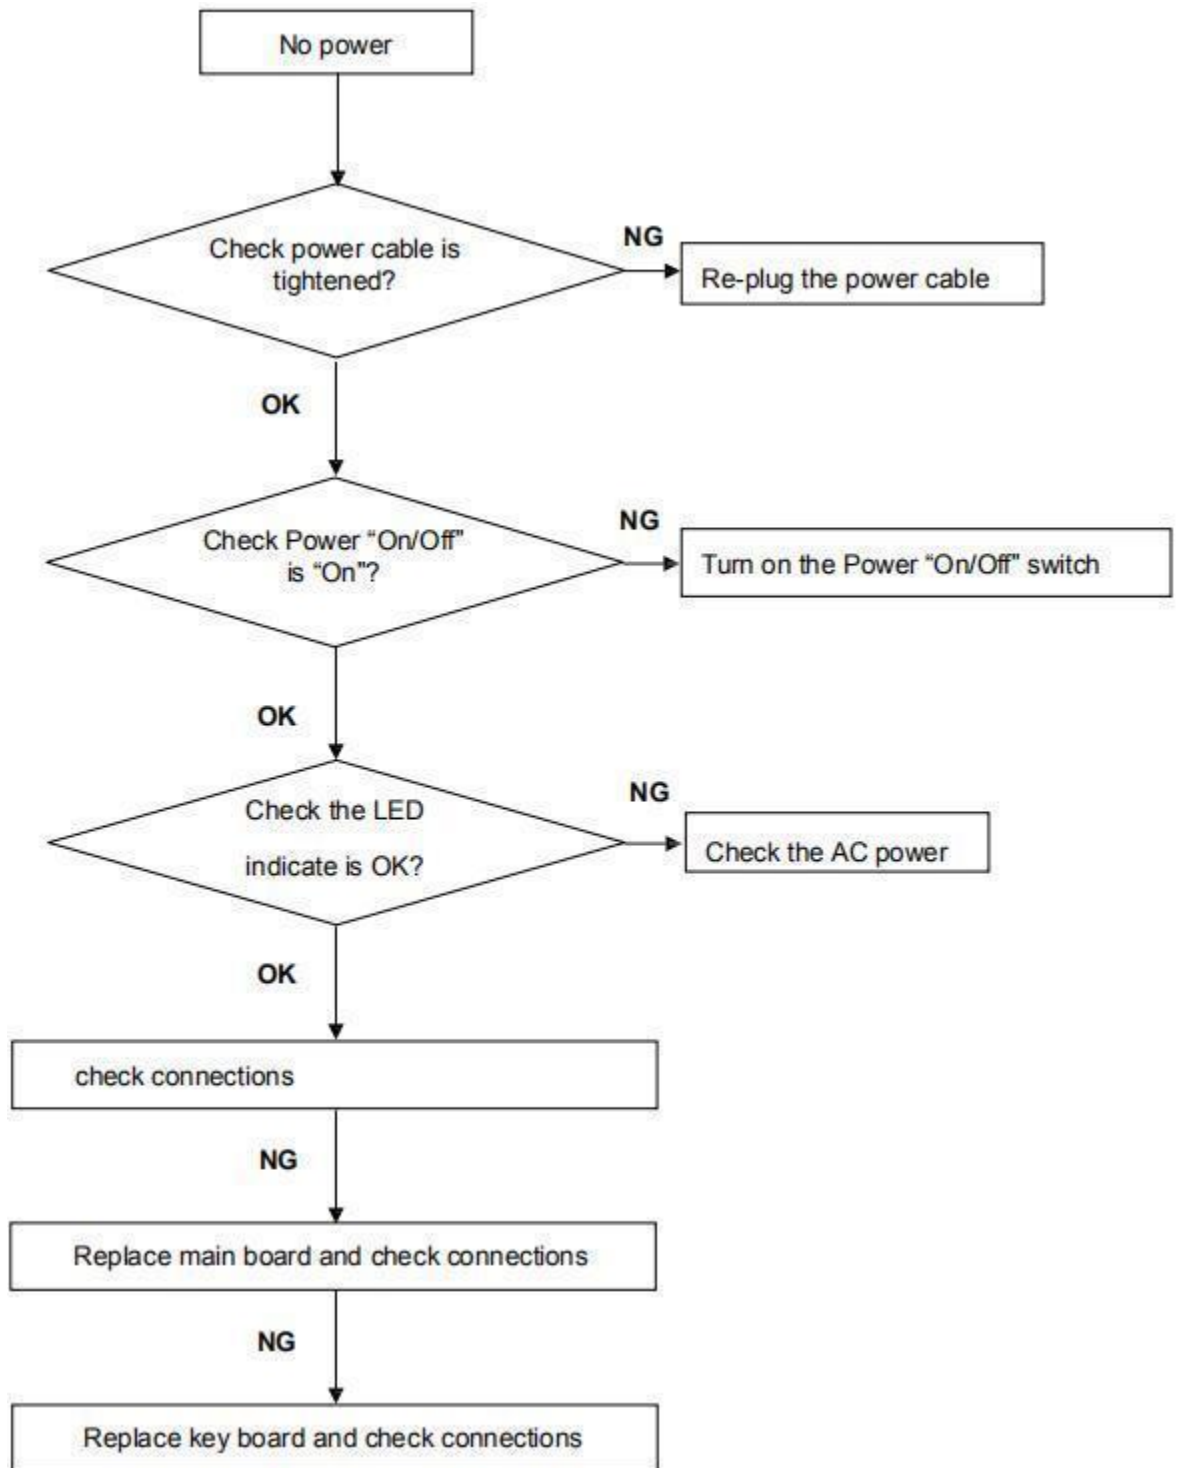 No power
Check power cable is
tightened?
NG
Re-plug the power cable
OK
Check Power “On/Off”
is “On”?
NG
Turn on the Power “On/Off” switch
OK
Check the LED
indicate is OK?
NG
Check the AC power
OK
check connections
NG
Replace main board and check connections
NG
Replace key board and check connections